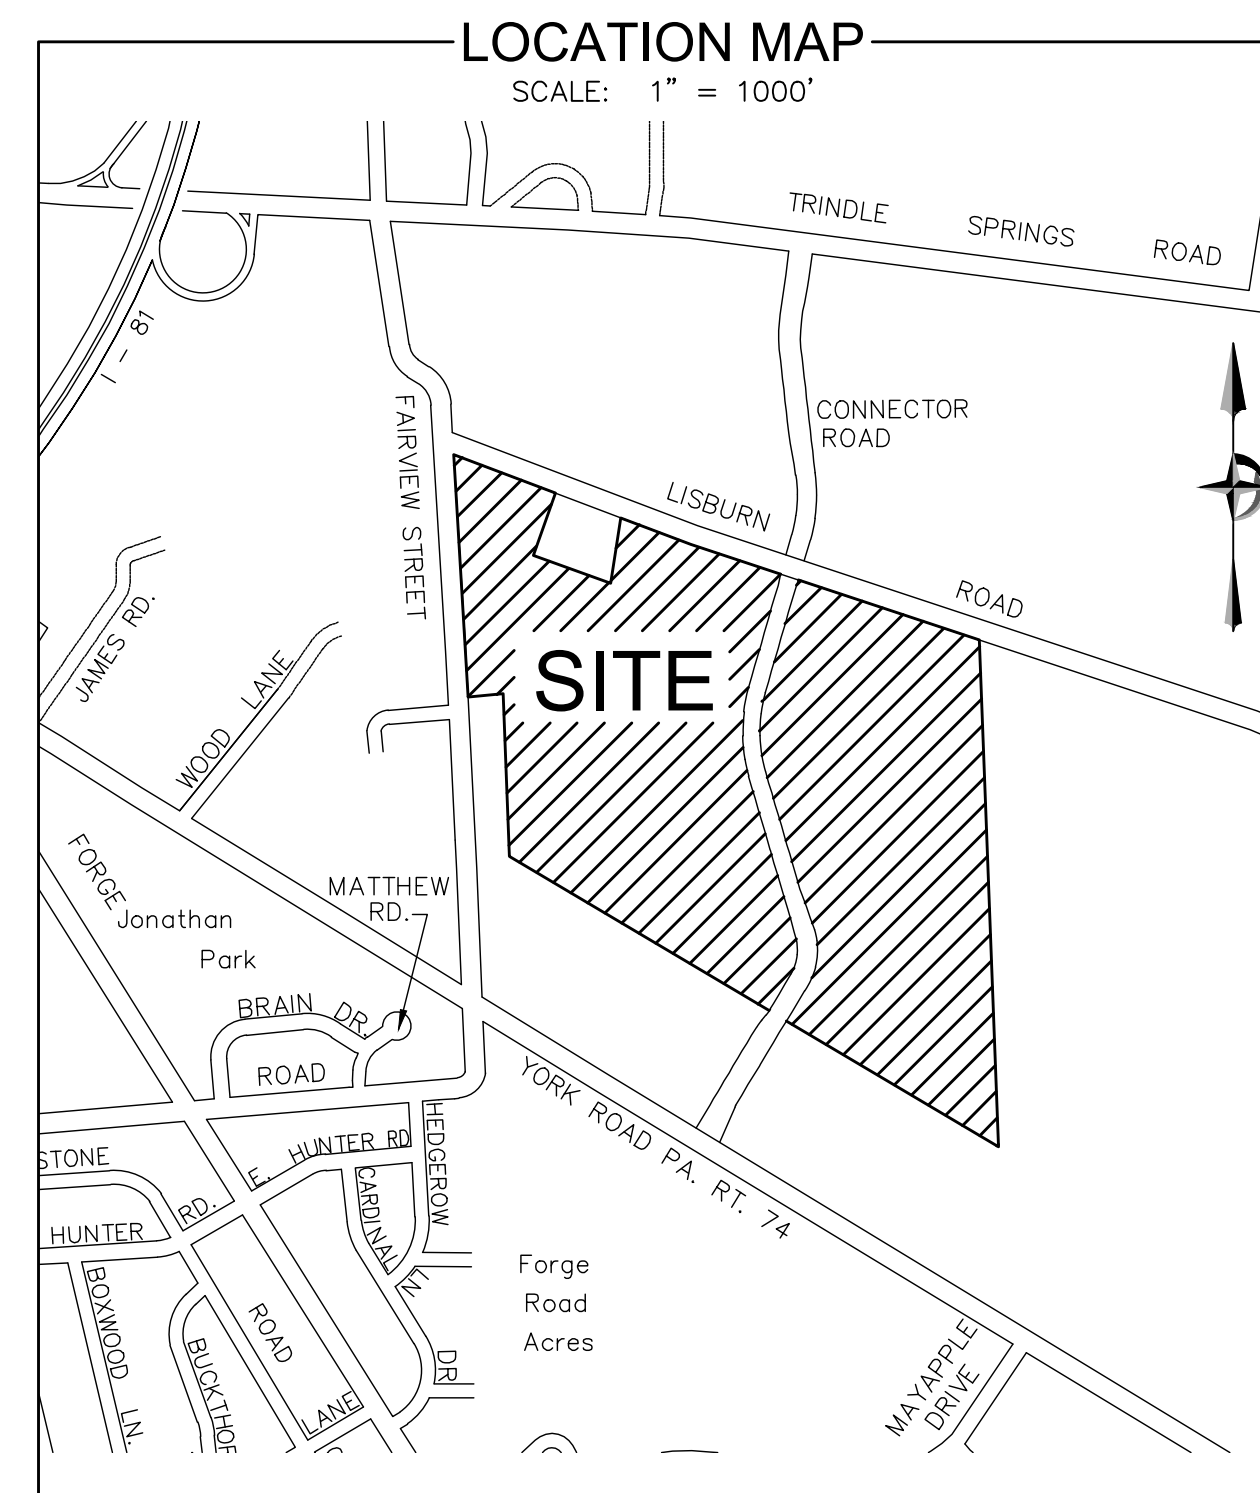 LOCATION MAP
SCALE: 1" = 1000'
TRINDLE SPRINGS ROAD
I - 81
CONNECTOR
ROAD
FAIRVIEW STREET
LISBURN ROAD
JAMES RD.
WOOD LANE
SITE
FORGE
Jonathan
Park
MATTHEW
RD.
BRAIN DR.
ROAD
YORK ROAD PA. RT. 74
HEDGEROW
E. HUNTER RD
STONE
RD.
HUNTER
CARDINAL
LN
BOXWOOD LN.
BUCKTHOR
ROAD
LANE
DR
Forge
Road
Acres
MAYAPPLE
DRIVE